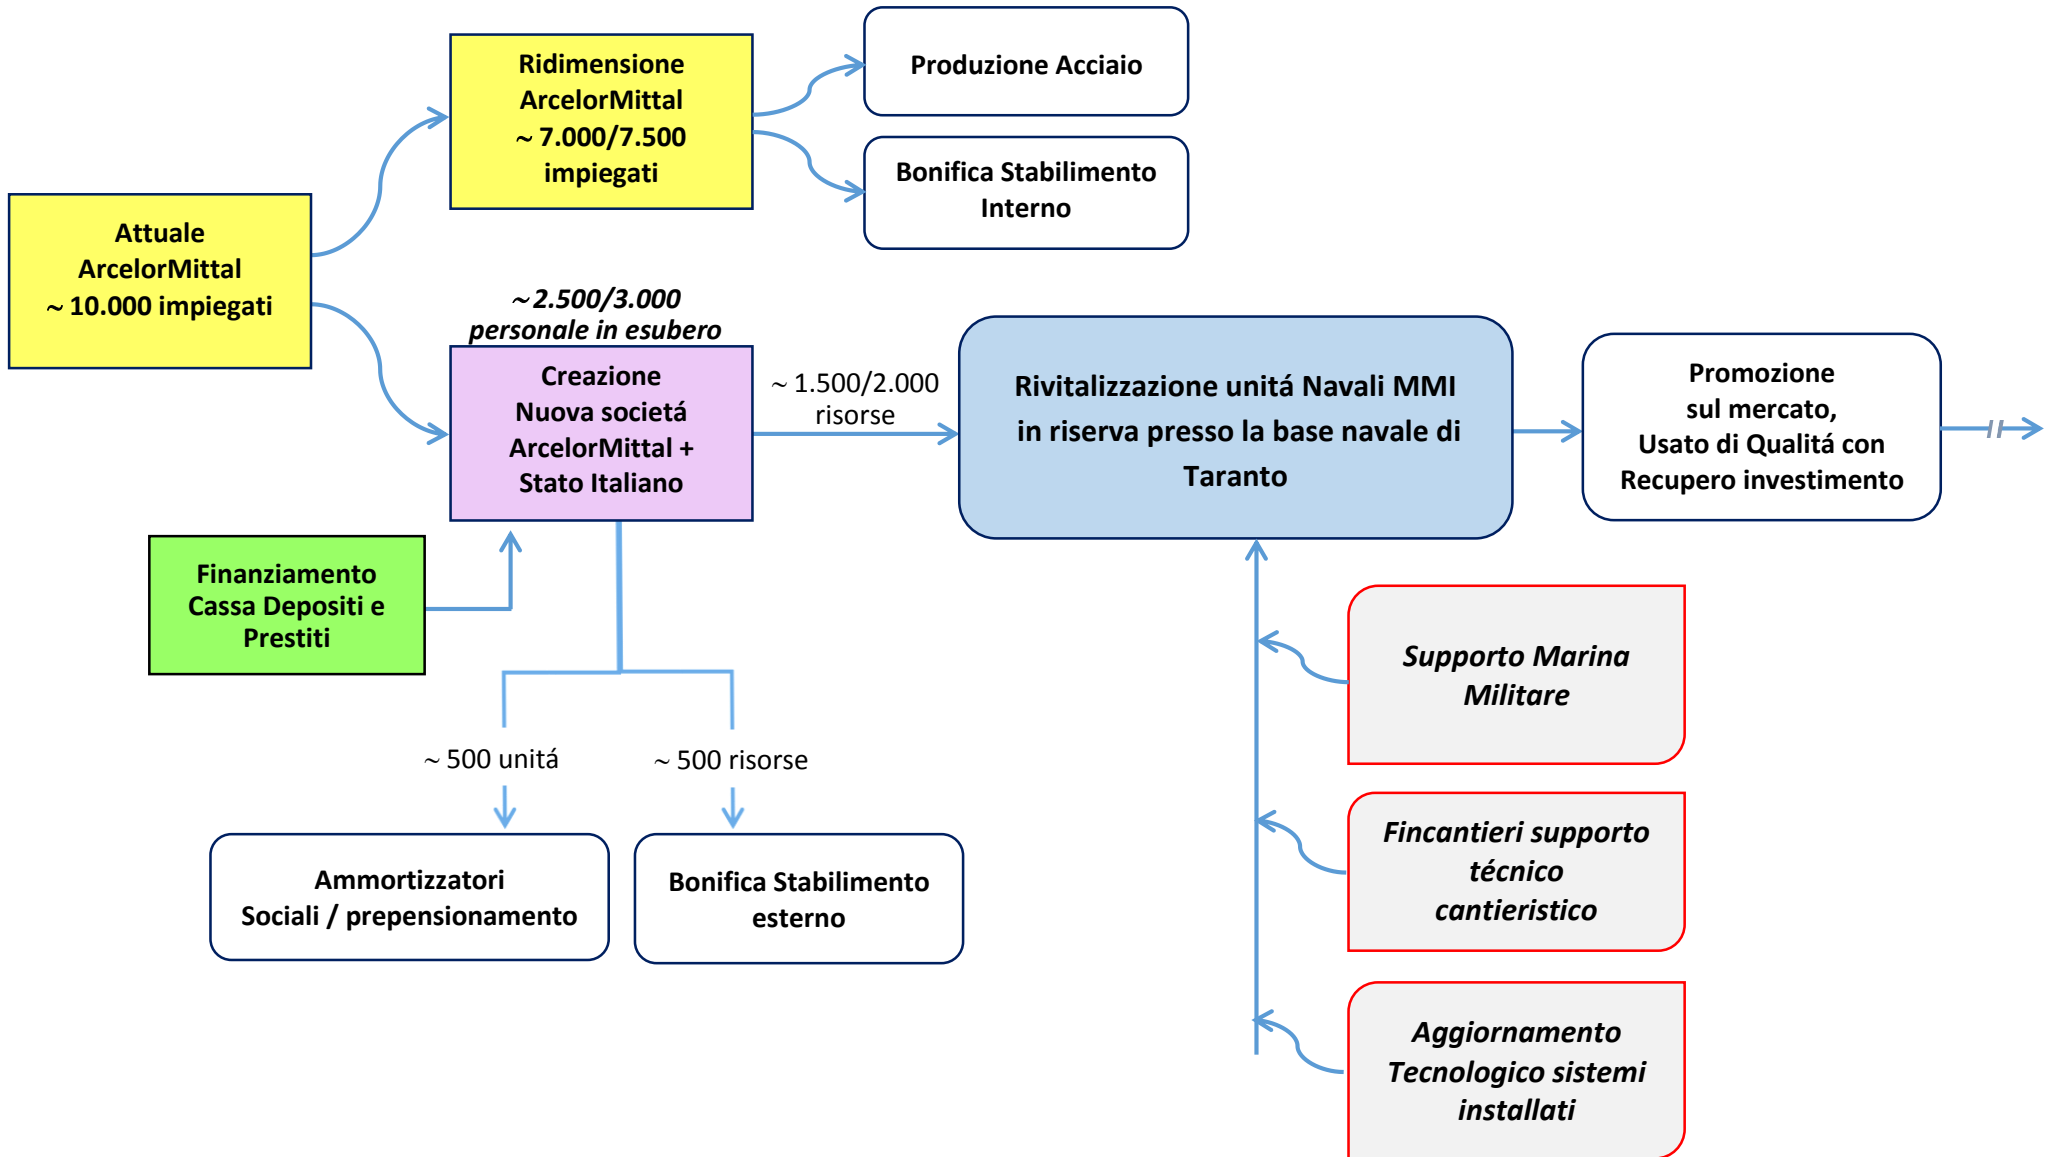 Ridimensione
ArcelorMittal
~ 7.000/7.500
impiegati
Produzione Acciaio
Bonifica Stabilimento
Interno
Attuale
ArcelorMittal
~ 10.000 impiegati
~2.500/3.000
personale in esubero
Creazione
Nuova societá
ArcelorMittal +
Stato Italiano
~ 1.500/2.000
risorse
Rivitalizzazione unitá Navali MMI
in riserva presso la base navale di
Taranto
Promozione
sul mercato,
Usato di Qualitá con
Recupero investimento
Finanziamento
Cassa Depositi e
Prestiti
Supporto Marina
Militare
~ 500 unitá
~ 500 risorse
Fincantieri supporto
técnico
cantieristico
Ammortizzatori
Sociali / prepensionamento
Bonifica Stabilimento
esterno
Aggiornamento
Tecnologico sistemi
installati